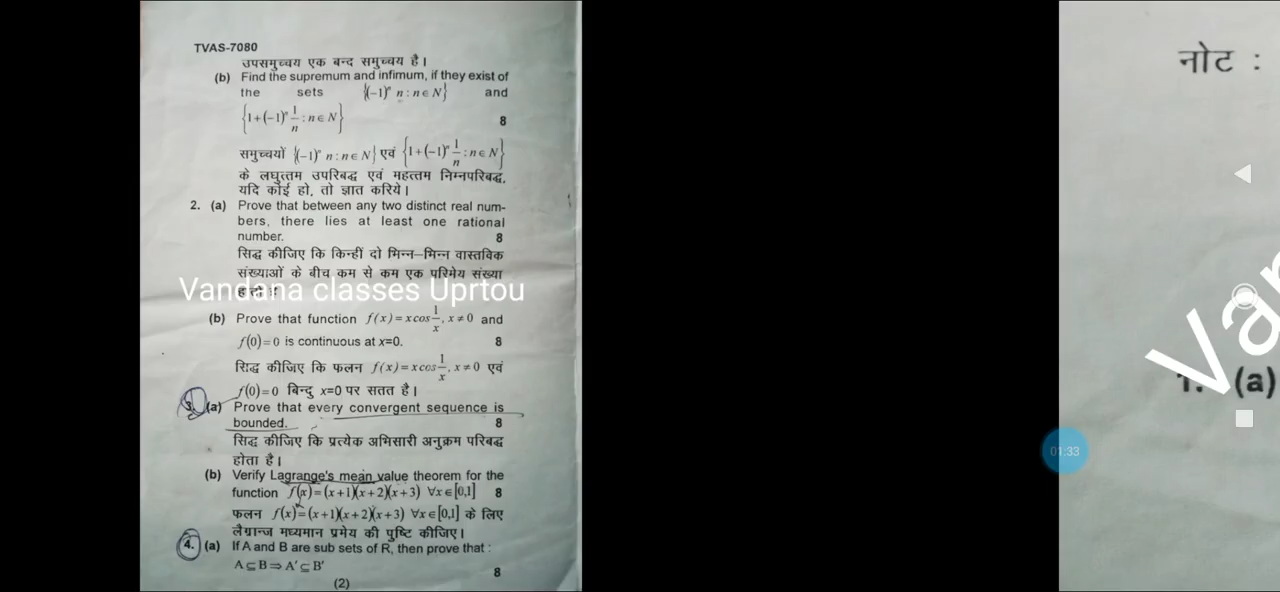 TVAS-7080
उपसमुच्चय एक बन्द समुच्चय है।
(b) Find the supremum and infimum, if they exist of
the sets {(-1)ⁿ n : n ∈ N} and
{1+(-1)ⁿ 1/n : n ∈ N} 8
समुच्चयों {(-1)ⁿ n : n ∈ N} एवं {1+(-1)ⁿ 1/n : n ∈ N}
के लघुत्तम उपरिबद्ध एवं महत्तम निम्नपरिबद्ध,
यदि कोई हो, तो ज्ञात करिये।
2. (a) Prove that between any two distinct real num-
bers, there lies at least one rational
number. 8
सिद्ध कीजिए कि किन्हीं दो भिन्न-भिन्न वास्तविक
संख्याओं के बीच कम से कम एक परिमेय संख्या
Vandana classes Uprtou
होती है
(b) Prove that function f(x)=x cos 1/x, x≠0 and
f(0)=0 is continuous at x=0. 8
सिद्ध कीजिए कि फलन f(x)=x cos 1/x, x≠0 एवं
f(0)=0 बिन्दु x=0 पर सतत है।
3. (a) Prove that every convergent sequence is
bounded. 8
सिद्ध कीजिए कि प्रत्येक अभिसारी अनुक्रम परिबद्ध
होता है।
(b) Verify Lagrange's mean value theorem for the
function f(x)=(x+1)(x+2)(x+3) ∀x∈[0,1] 8
फलन f(x)=(x+1)(x+2)(x+3) ∀x∈[0,1] के लिए
लैग्रान्ज मध्यमान प्रमेय की पुष्टि कीजिए।
4. (a) If A and B are sub sets of R, then prove that :
A⊆B⇒A′⊆B′ 8
(2)
नोट :
Var
1. (a)
01:33